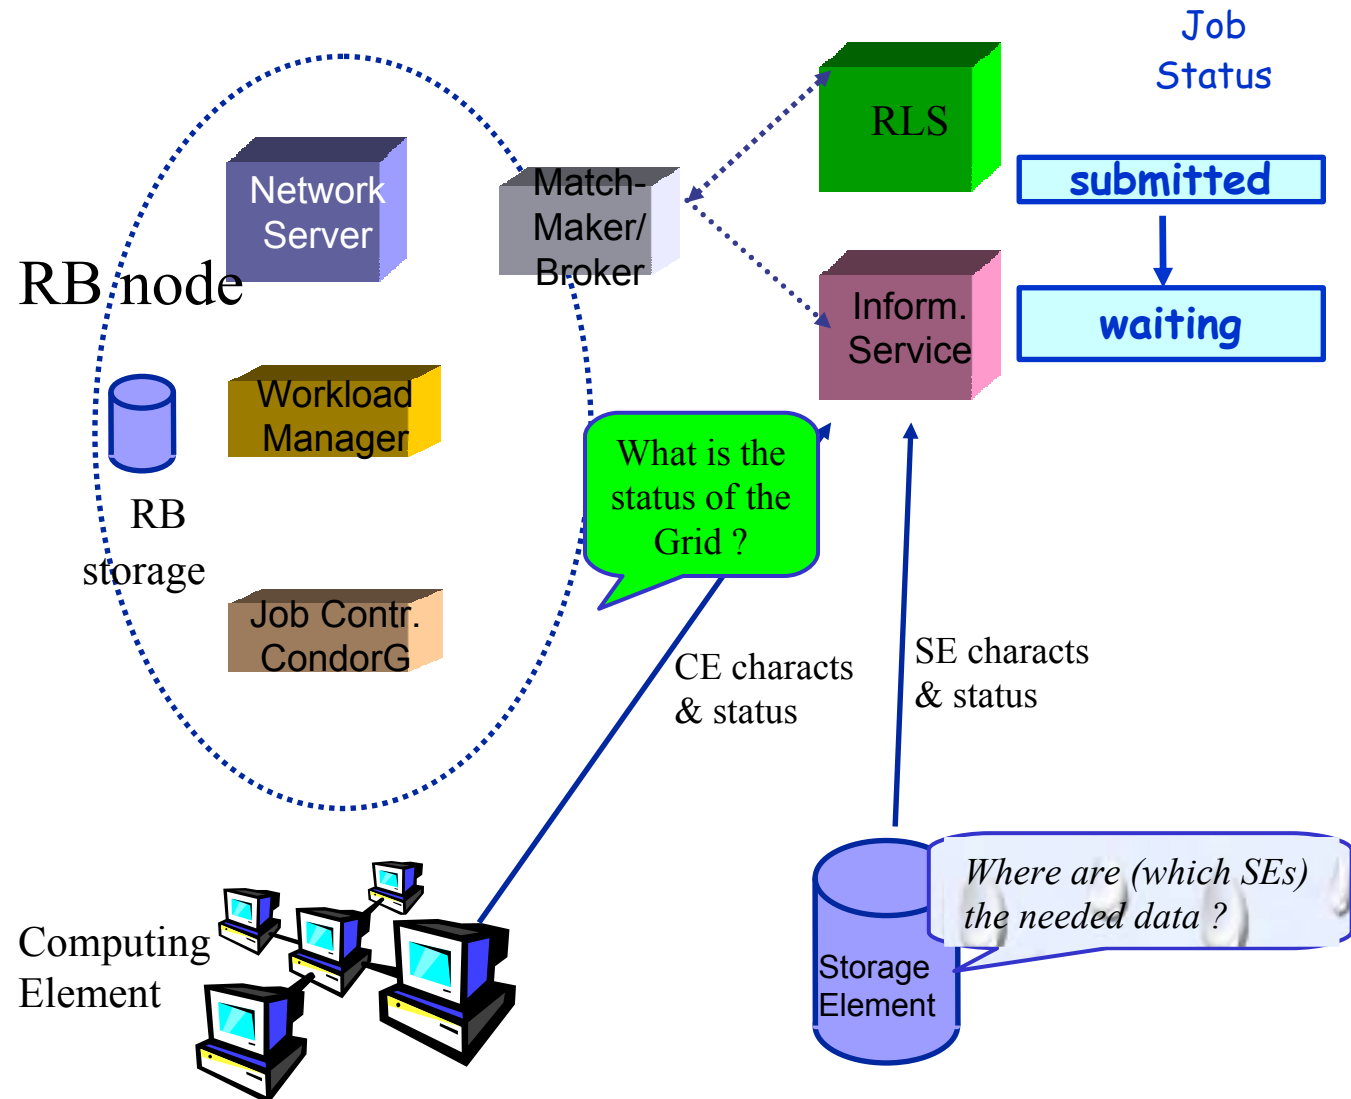 Job
Status
RLS
submitted
Network
Server
Match-
Maker/
Broker
RB node
Inform.
Service
waiting
Workload
Manager
What is the
status of the
Grid ?
RB
storage
Job Contr.
CondorG
CE characts
& status
SE characts
& status
Where are (which SEs)
the needed data ?
Computing
Element
Storage
Element